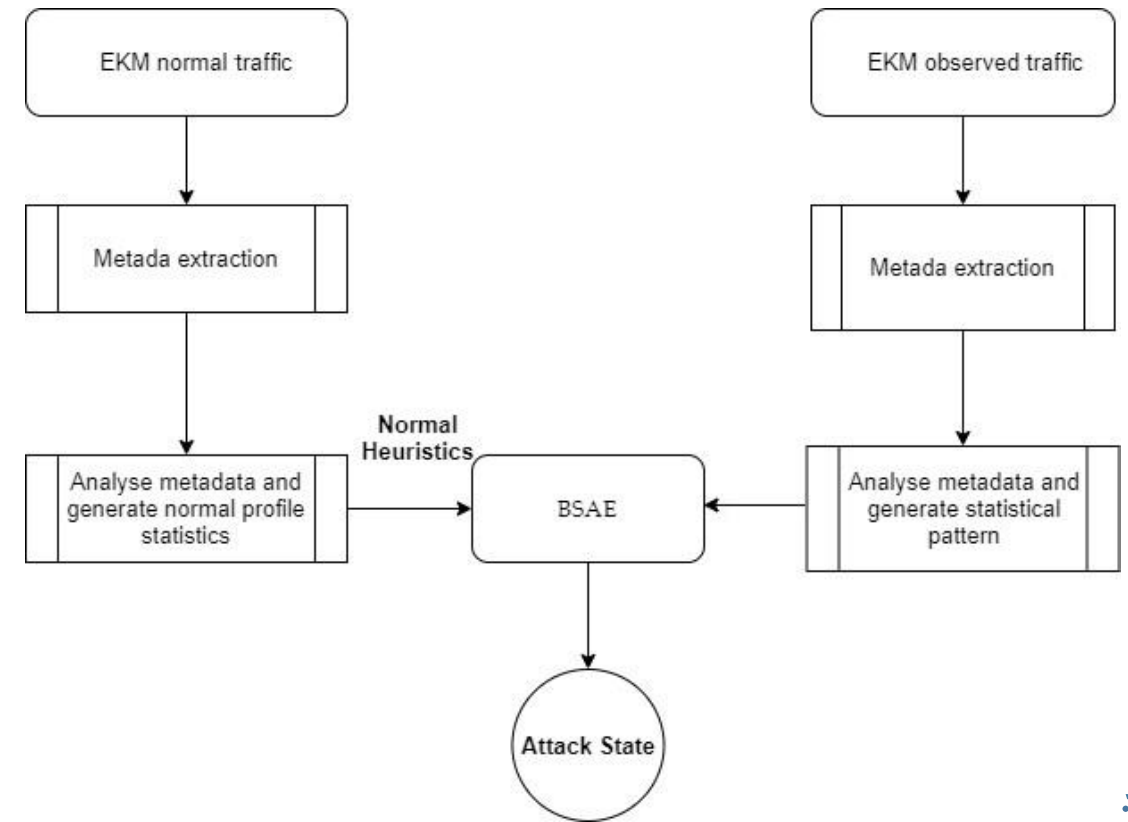 EKM normal traffic
EKM observed traffic
Metada extraction
Metada extraction
Normal
Heuristics
Analyse metadata and
generate normal profile
statistics
BSAE
Analyse metadata and
generate statistical
pattern
Attack State